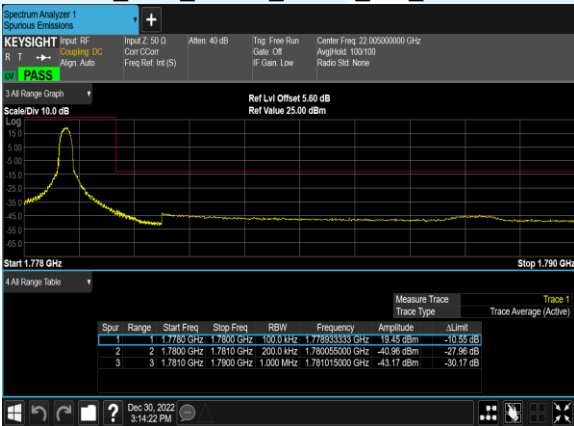 Spectrum Analyzer 1
Spurious Emissions
+
KEYSIGHT Input: RF Input Z: 50 Ω Atten: 40 dB Trig: Free Run Center Freq: 22.005000000 GHz
R T Coupling: DC Corr CCorr Gate: Off Avg|Hold: 100/100
Align: Auto Freq Ref: Int (S) IF Gain: Low Radio Std: None
PASS
3 All Range Graph
Ref Lvl Offset 5.60 dB
Scale/Div 10.0 dB Ref Value 25.00 dBm
Log
15.0
5.00
-5.00
-15.0
-25.0
-35.0
-45.0
-55.0
-65.0
Start 1.778 GHz Stop 1.790 GHz
4 All Range Table
Measure Trace Trace 1
Trace Type Trace Average (Active)
Spur Range Start Freq Stop Freq RBW Frequency Amplitude ΔLimit
1 1 1.7780 GHz 1.7800 GHz 100.0 kHz 1.778933333 GHz 19.45 dBm -10.55 dB
2 2 1.7800 GHz 1.7810 GHz 200.0 kHz 1.780055000 GHz -40.96 dBm -27.96 dB
3 3 1.7810 GHz 1.7900 GHz 1.000 MHz 1.781015000 GHz -43.17 dBm -30.17 dB
? Dec 30, 2022
3:14:22 PM